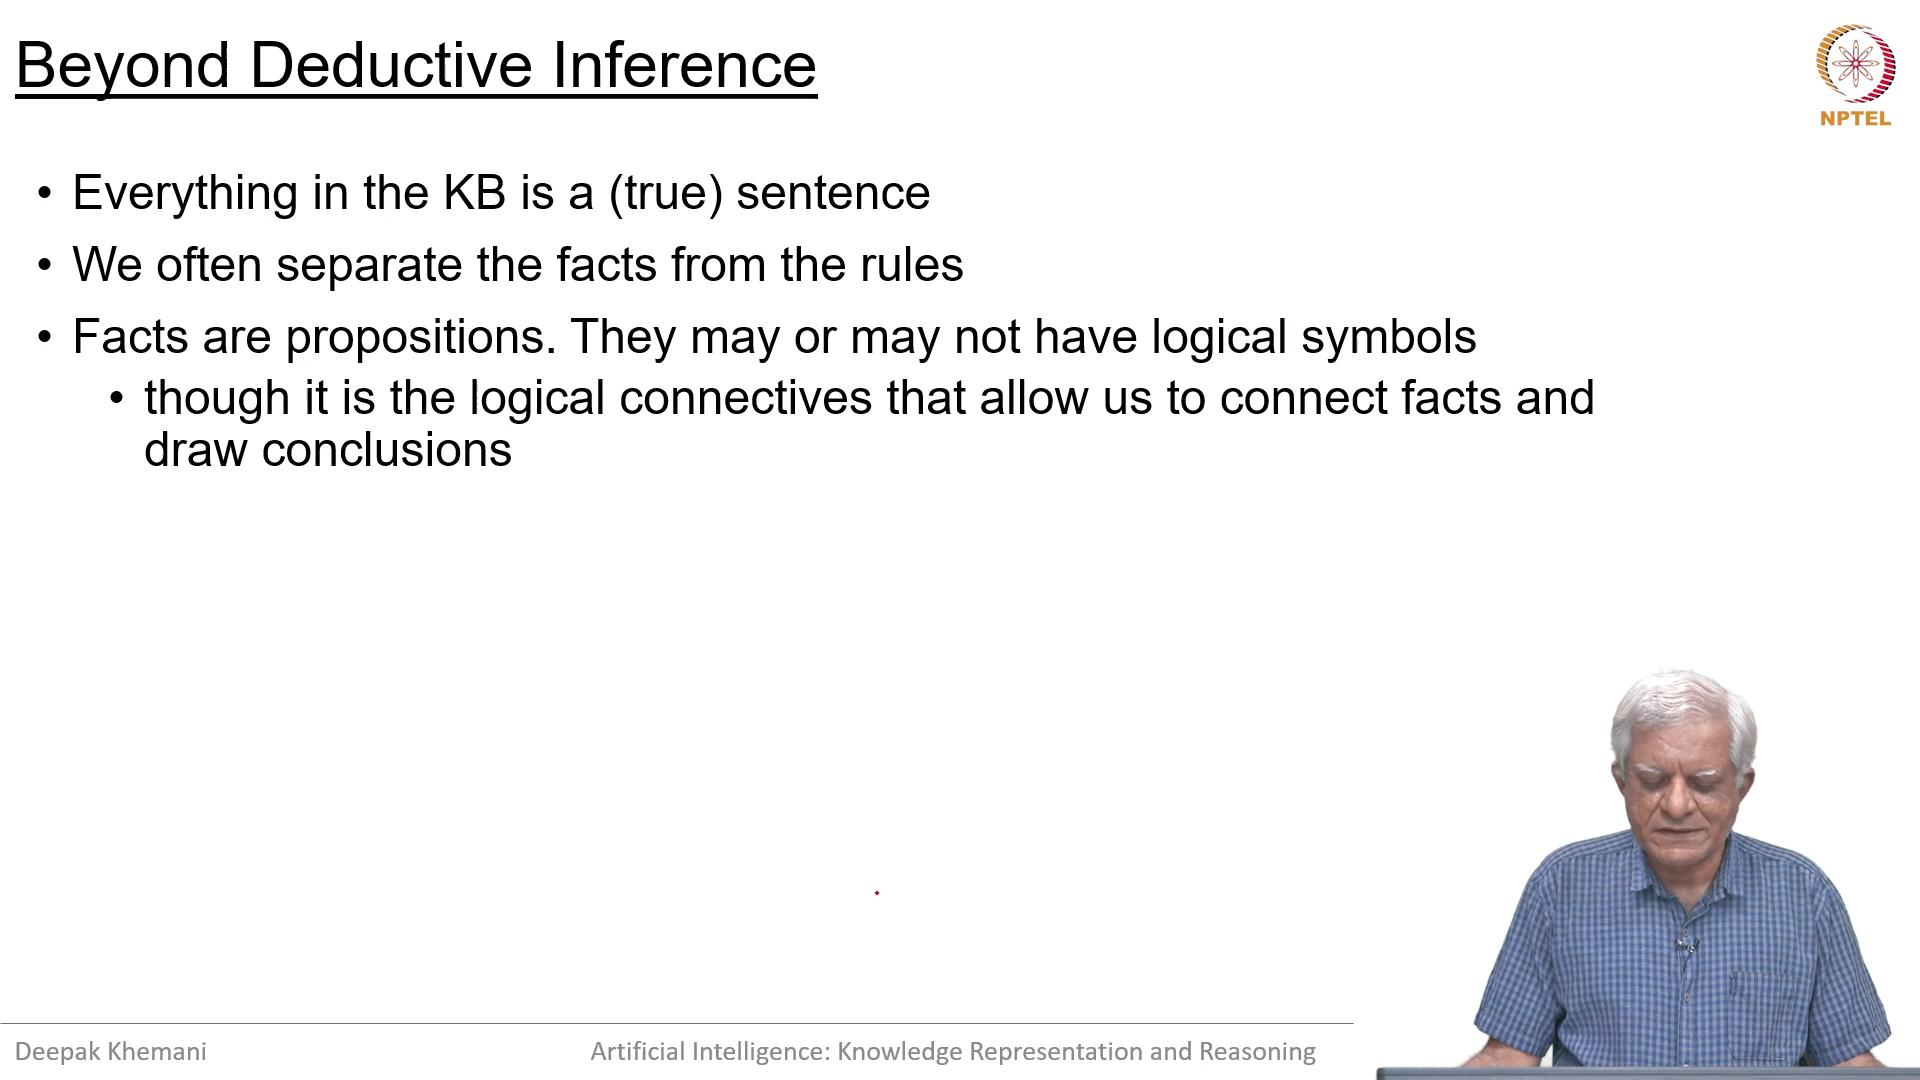 Beyond Deductive Inference
NPTEL
• Everything in the KB is a (true) sentence
• We often separate the facts from the rules
• Facts are propositions. They may or may not have logical symbols
• though it is the logical connectives that allow us to connect facts and
draw conclusions
Deepak Khemani
Artificial Intelligence: Knowledge Representation and Reasoning